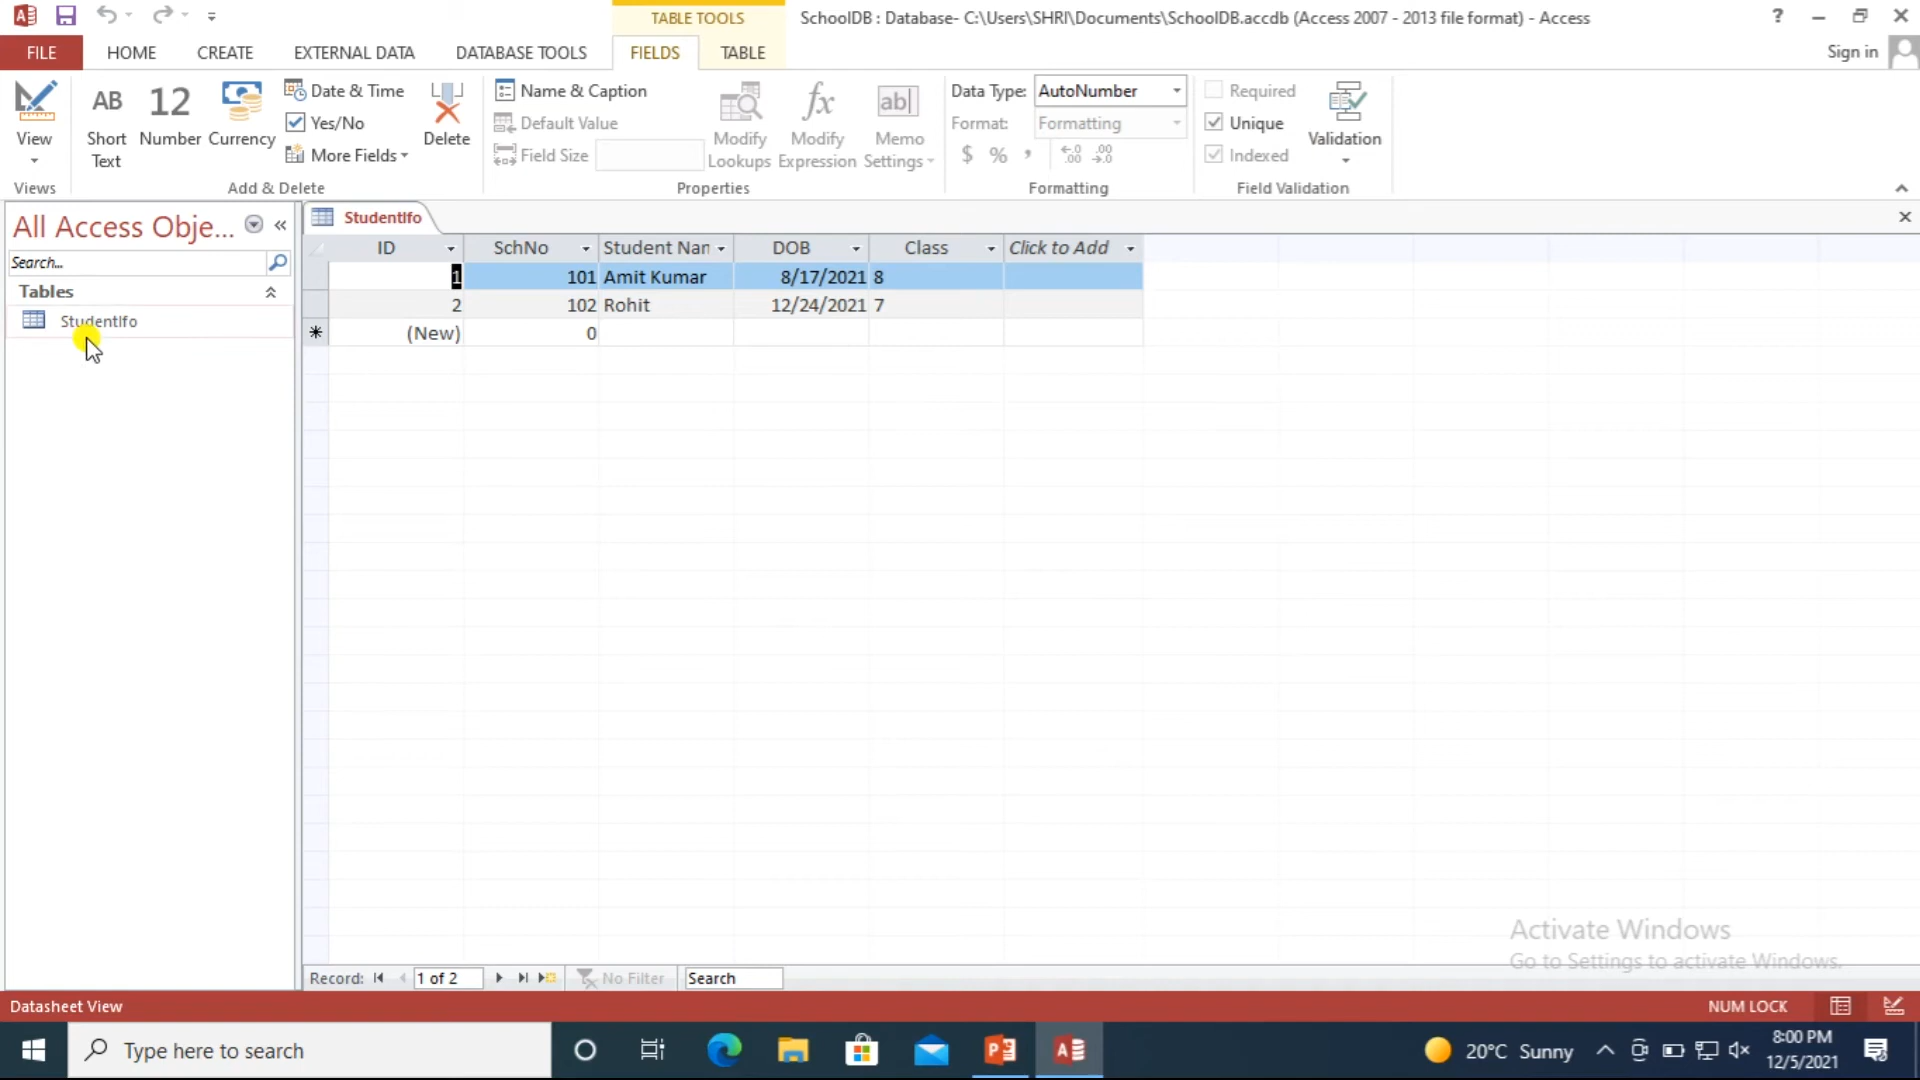 TABLE TOOLS
SchoolDB : Database- C:\Users\SHRI\Documents\SchoolDB.accdb (Access 2007 - 2013 file format) - Access
?
FILE HOME CREATE EXTERNAL DATA DATABASE TOOLS FIELDS TABLE
Sign in
View
Views
AB Short Text
12 Number
Currency
Date & Time
Yes/No
More Fields
Delete
Add & Delete
Name & Caption
Default Value
Field Size
Modify Lookups
fx Modify Expression
ab| Memo Settings
Properties
Data Type: AutoNumber
Format: Formatting
$ % , ←.0 .00 .00 →.0
Formatting
Required
Unique
Indexed
Validation
Field Validation
All Access Obje... «
Search...
Tables
StudentIfo
StudentIfo
ID SchNo Student Nan DOB Class Click to Add
1 101 Amit Kumar 8/17/2021 8
2 102 Rohit 12/24/2021 7
* (New) 0
Activate Windows
Go to Settings to activate Windows.
Record: 1 of 2 No Filter Search
Datasheet View
NUM LOCK
Type here to search
20°C Sunny
8:00 PM
12/5/2021